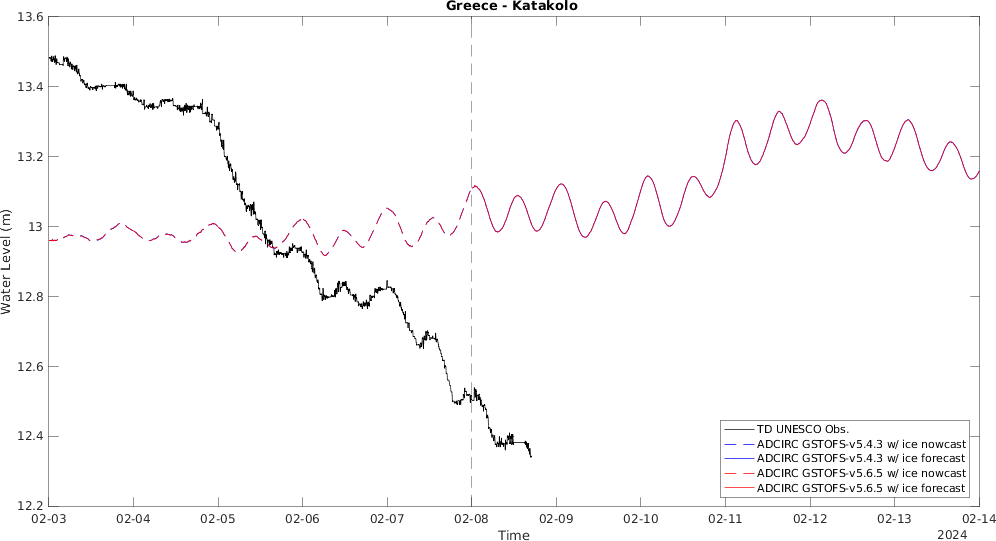 Greece - Katakolo
13.6
13.4
13.2
13
12.8
12.6
12.4
12.2
Water Level (m)
TD UNESCO Obs.
ADCIRC GSTOFS-v5.4.3 w/ ice nowcast
ADCIRC GSTOFS-v5.4.3 w/ ice forecast
ADCIRC GSTOFS-v5.6.5 w/ ice nowcast
ADCIRC GSTOFS-v5.6.5 w/ ice forecast
02-03 02-04 02-05 02-06 02-07 02-08 02-09 02-10 02-11 02-12 02-13 02-14
Time
2024